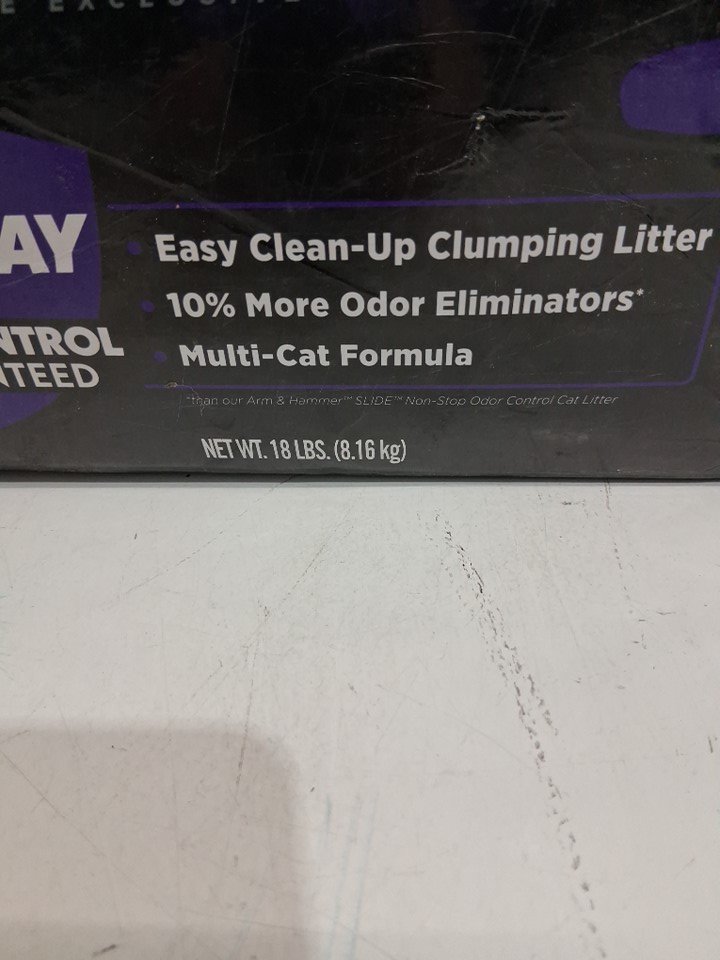 E EXCLUSIVE
AY
NTROL
NTEED
Easy Clean-Up Clumping Litter
10% More Odor Eliminators*
Multi-Cat Formula
*than our Arm & Hammer™ SLIDE™ Non-Stop Odor Control Cat Litter
NET WT. 18 LBS. (8.16 kg)